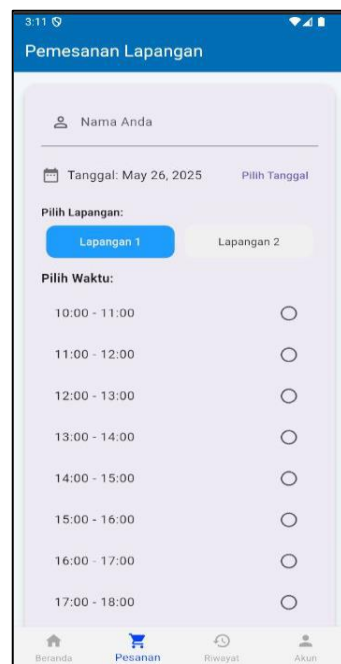 3:11
Pemesanan Lapangan
Nama Anda
Tanggal: May 26, 2025 Pilih Tanggal
Pilih Lapangan:
Lapangan 1 Lapangan 2
Pilih Waktu:
10:00 - 11:00
11:00 - 12:00
12:00 - 13:00
13:00 - 14:00
14:00 - 15:00
15:00 - 16:00
16:00 - 17:00
17:00 - 18:00
Beranda Pesanan Riwayat Akun